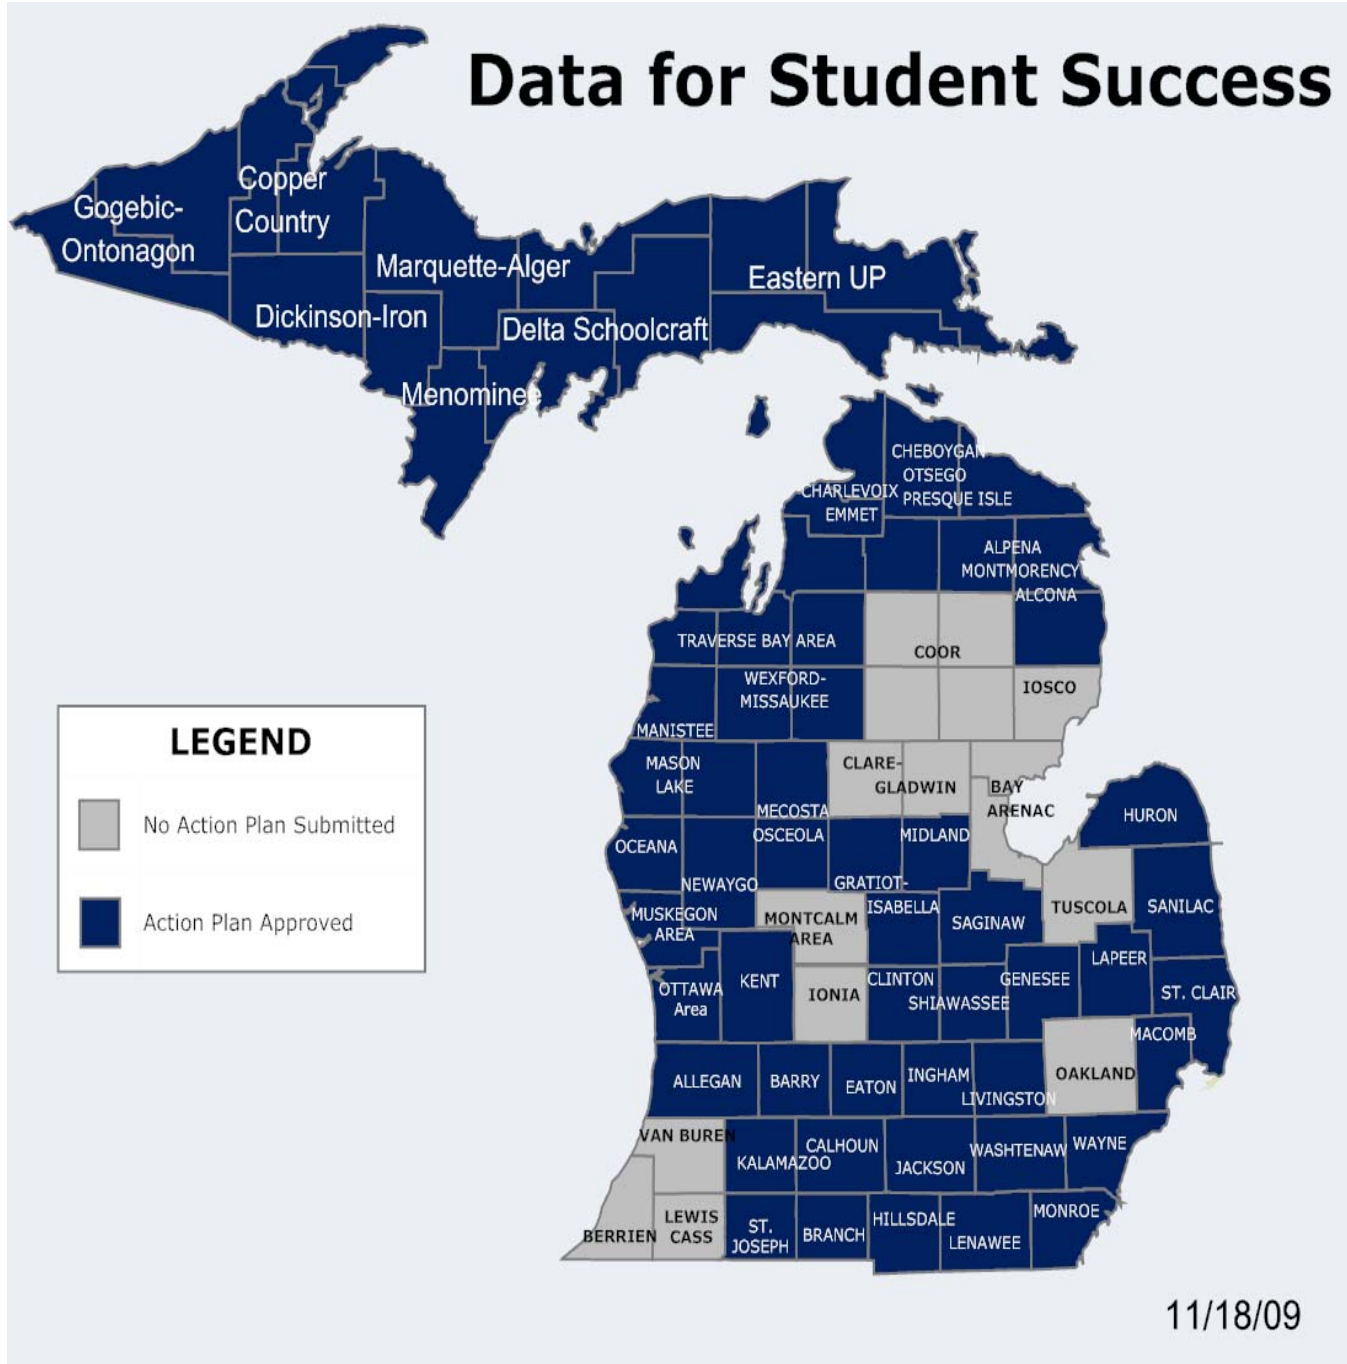 Data for Student Success
Copper
Country
Gogebic-
Ontonagon
Marquette-Alger
Eastern UP
Dickinson-Iron
Delta Schoolcraft
Menominee
CHEBOYGAN
OTSEGO
PRESQUE ISLE
CHARLEVOIX
EMMET
ALPENA
MONTMORENCY
ALCONA
TRAVERSE BAY AREA
COOR
WEXFORD-
MISSAUKEE
IOSCO
MANISTEE
LEGEND
No Action Plan Submitted
Action Plan Approved
MASON
LAKE
CLARE-
GLADWIN
BAY
ARENAC
MECOSTA
OSCEOLA
MIDLAND
HURON
OCEANA
NEWAYGO
GRATIOT-
ISABELLA
MUSKEGON
AREA
MONTCALM
AREA
SAGINAW
TUSCOLA
SANILAC
OTTAWA
Area
KENT
IONIA
CLINTON
SHIAWASSEE
GENESEE
LAPEER
ST. CLAIR
MACOMB
ALLEGAN
BARRY
EATON
INGHAM
LIVINGSTON
OAKLAND
VAN BUREN
KALAMAZOO
CALHOUN
JACKSON
WASHTENAW
WAYNE
BERRIEN
LEWIS
CASS
ST.
JOSEPH
BRANCH
HILLSDALE
LENAWEE
MONROE
11/18/09